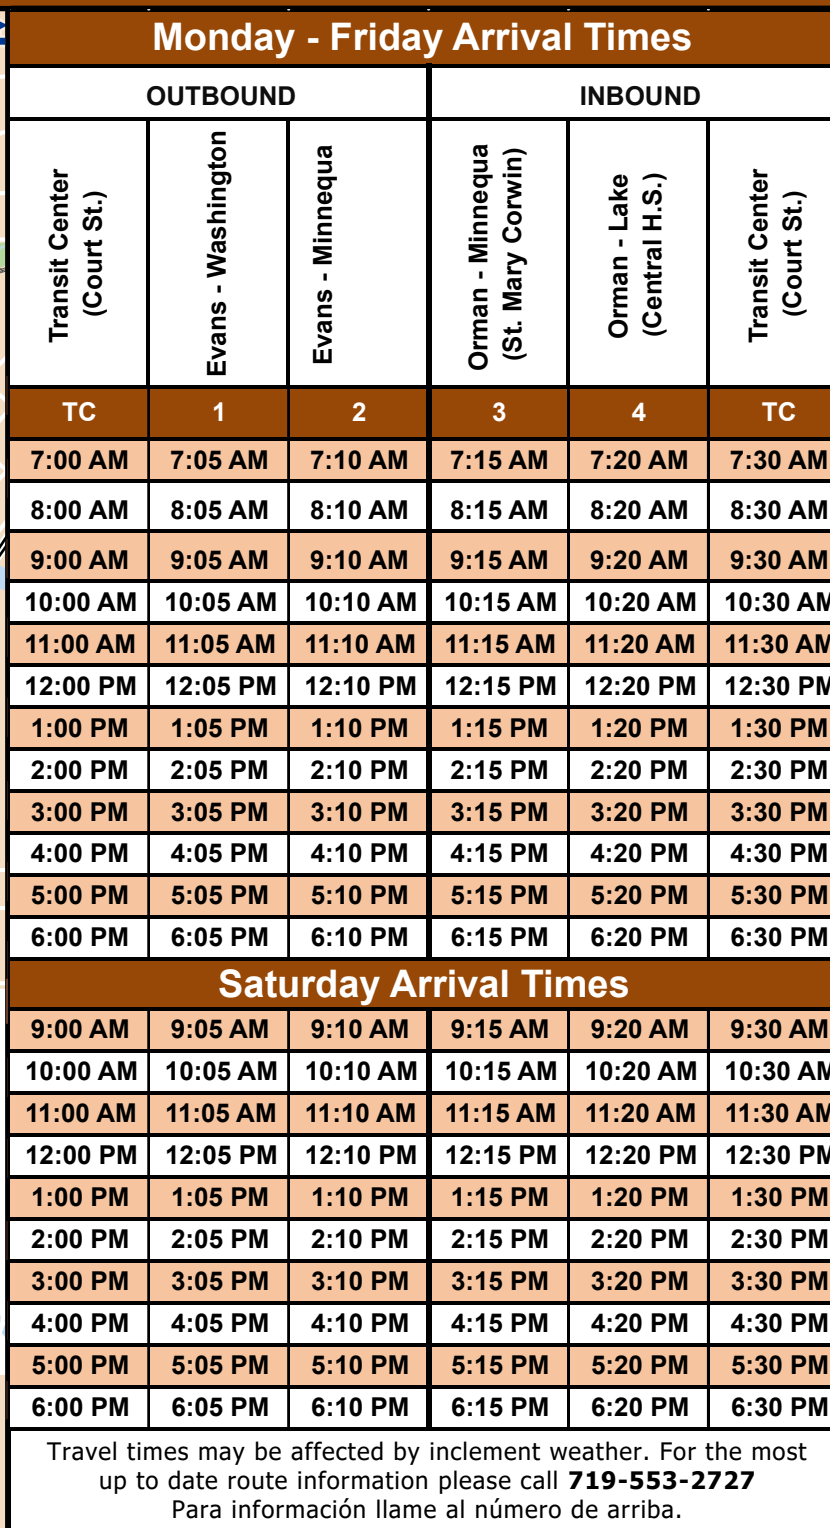 Monday - Friday Arrival Times
OUTBOUND INBOUND
Transit Center (Court St.) Evans - Washington Evans - Minnequa Orman - Minnequa (St. Mary Corwin) Orman - Lake (Central H.S.) Transit Center (Court St.)
TC 1 2 3 4 TC
7:00 AM 7:05 AM 7:10 AM 7:15 AM 7:20 AM 7:30 AM
8:00 AM 8:05 AM 8:10 AM 8:15 AM 8:20 AM 8:30 AM
9:00 AM 9:05 AM 9:10 AM 9:15 AM 9:20 AM 9:30 AM
10:00 AM 10:05 AM 10:10 AM 10:15 AM 10:20 AM 10:30 AM
11:00 AM 11:05 AM 11:10 AM 11:15 AM 11:20 AM 11:30 AM
12:00 PM 12:05 PM 12:10 PM 12:15 PM 12:20 PM 12:30 PM
1:00 PM 1:05 PM 1:10 PM 1:15 PM 1:20 PM 1:30 PM
2:00 PM 2:05 PM 2:10 PM 2:15 PM 2:20 PM 2:30 PM
3:00 PM 3:05 PM 3:10 PM 3:15 PM 3:20 PM 3:30 PM
4:00 PM 4:05 PM 4:10 PM 4:15 PM 4:20 PM 4:30 PM
5:00 PM 5:05 PM 5:10 PM 5:15 PM 5:20 PM 5:30 PM
6:00 PM 6:05 PM 6:10 PM 6:15 PM 6:20 PM 6:30 PM
Saturday Arrival Times
9:00 AM 9:05 AM 9:10 AM 9:15 AM 9:20 AM 9:30 AM
10:00 AM 10:05 AM 10:10 AM 10:15 AM 10:20 AM 10:30 AM
11:00 AM 11:05 AM 11:10 AM 11:15 AM 11:20 AM 11:30 AM
12:00 PM 12:05 PM 12:10 PM 12:15 PM 12:20 PM 12:30 PM
1:00 PM 1:05 PM 1:10 PM 1:15 PM 1:20 PM 1:30 PM
2:00 PM 2:05 PM 2:10 PM 2:15 PM 2:20 PM 2:30 PM
3:00 PM 3:05 PM 3:10 PM 3:15 PM 3:20 PM 3:30 PM
4:00 PM 4:05 PM 4:10 PM 4:15 PM 4:20 PM 4:30 PM
5:00 PM 5:05 PM 5:10 PM 5:15 PM 5:20 PM 5:30 PM
6:00 PM 6:05 PM 6:10 PM 6:15 PM 6:20 PM 6:30 PM
Travel times may be affected by inclement weather. For the most
up to date route information please call 719-553-2727
Para información llame al número de arriba.